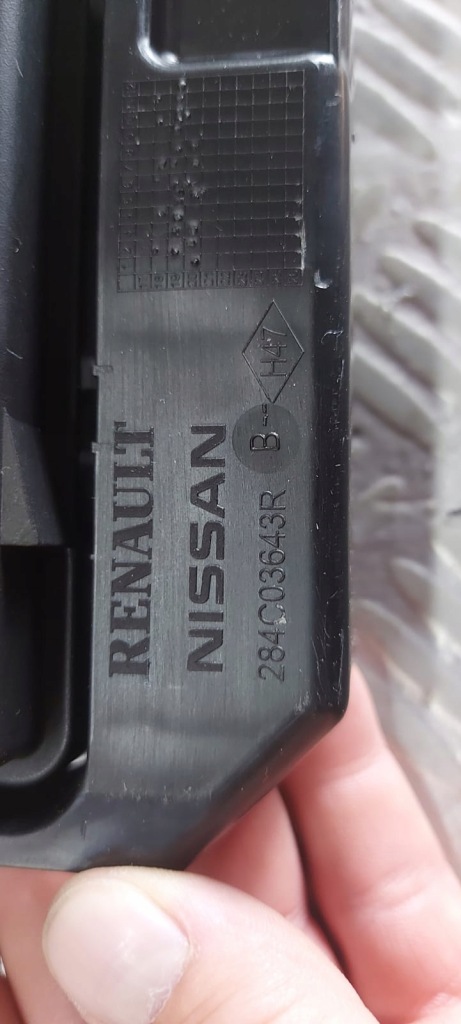 RENAULT
NISSAN
284C03643R B-- H47